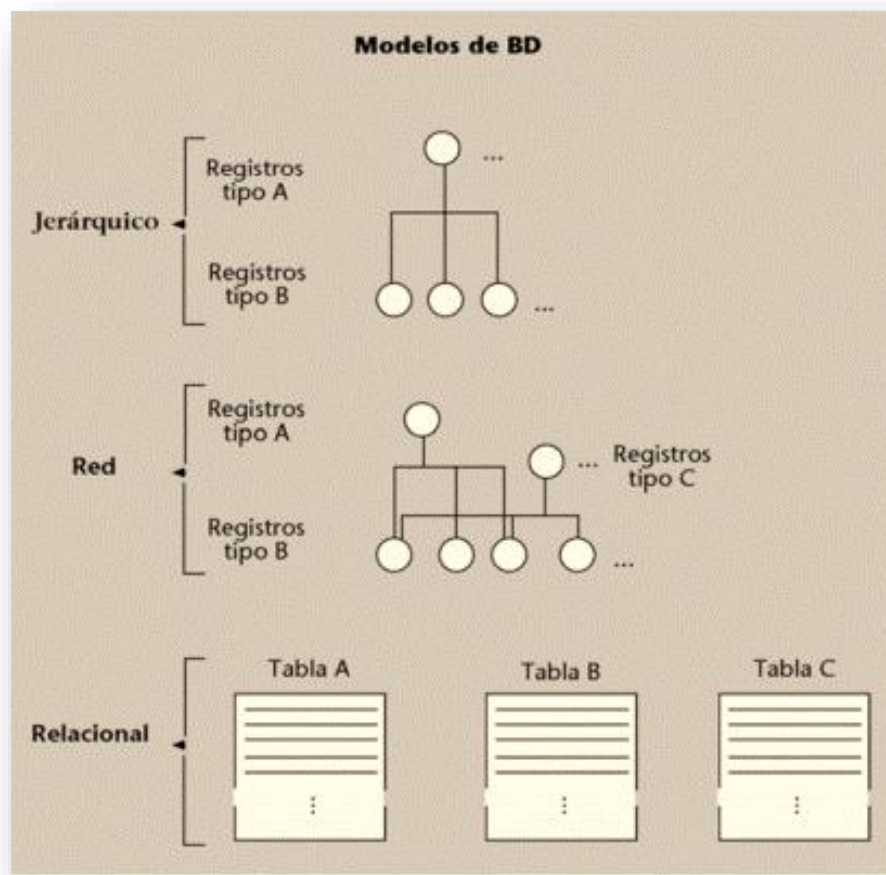 Modelos de BD
...
Registros
tipo A
Jerárquico
Registros
tipo B
...
Registros
tipo A
... Registros
tipo C
Red
Registros
tipo B
...
Tabla A
Tabla B
Tabla C
Relacional